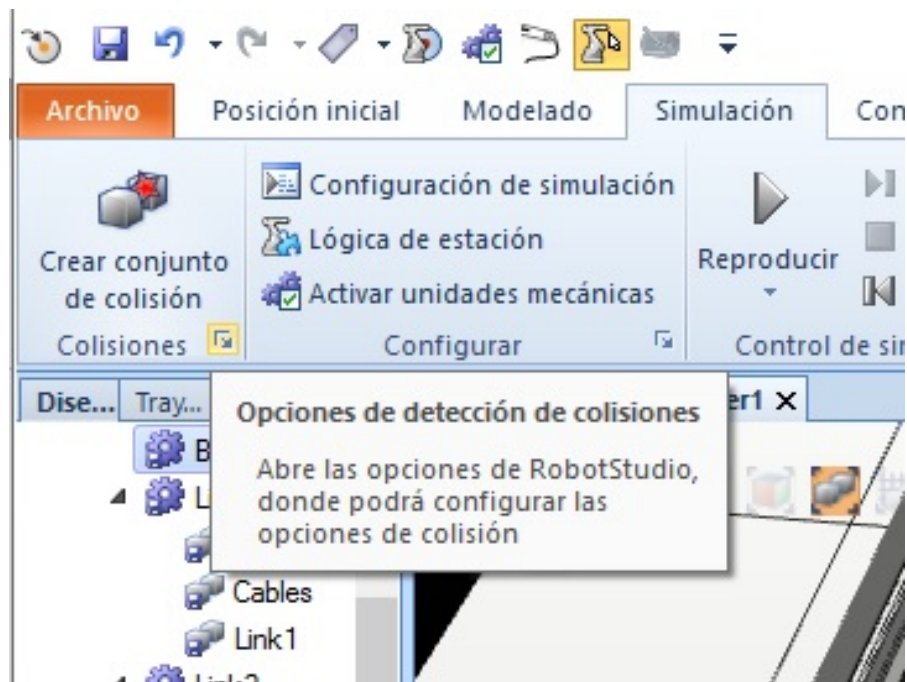 Archivo Posición inicial Modelado Simulación Con
Crear conjunto
de colisión
Colisiones
Configuración de simulación
Lógica de estación
Activar unidades mecánicas
Configurar
Reproducir
Control de sir
Dise... Tray... er1 X
Opciones de detección de colisiones
Abre las opciones de RobotStudio,
donde podrá configurar las
opciones de colisión
B
L
Cables
Link1